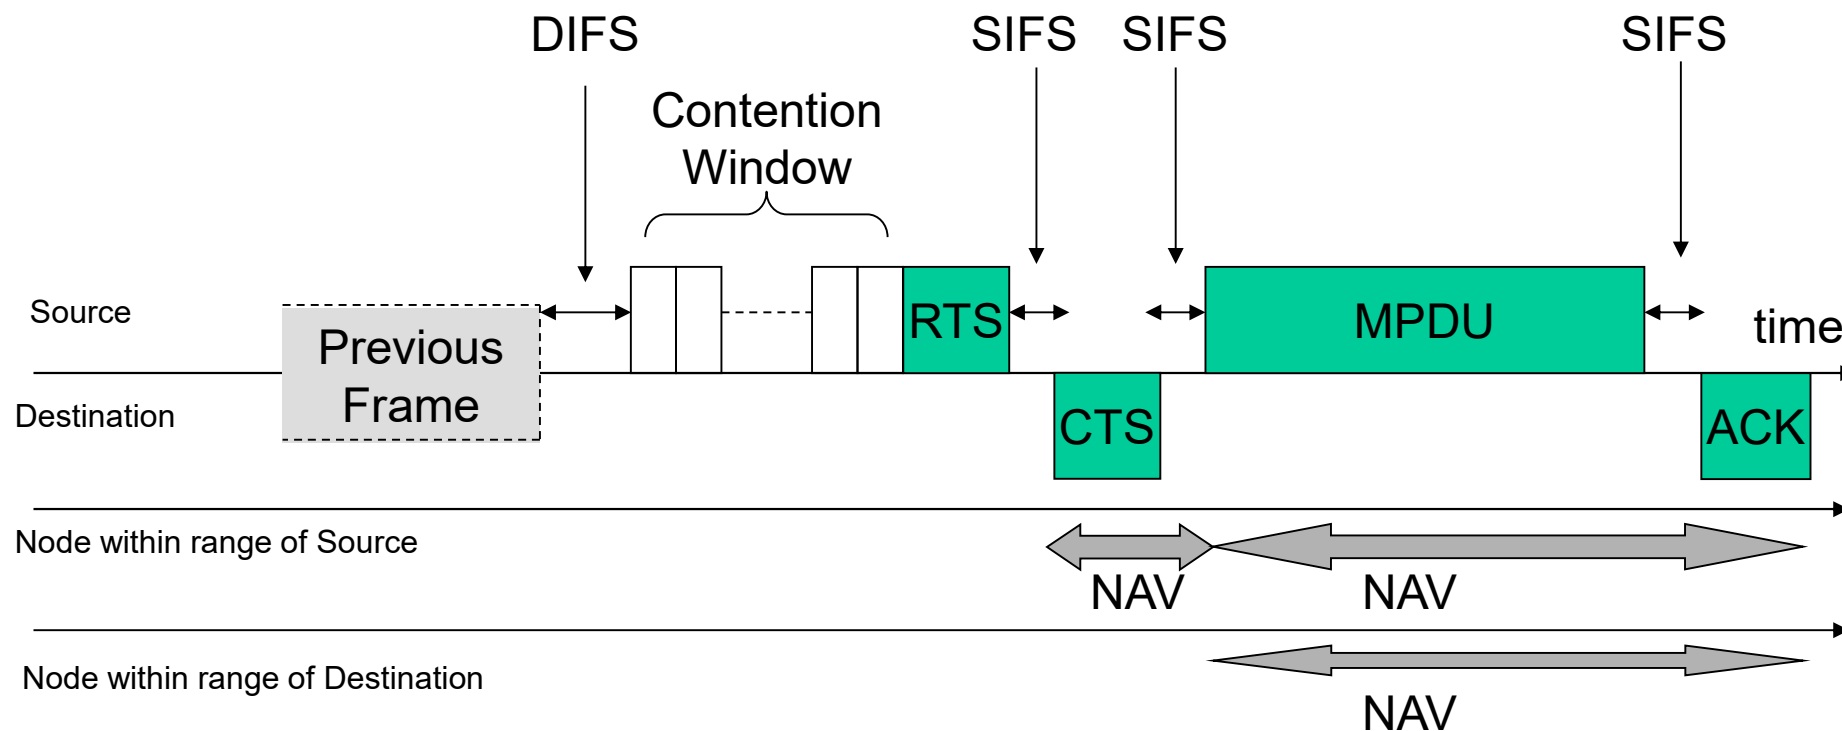 DIFS
SIFS
SIFS
SIFS
Contention
Window
Source
Previous
Frame
RTS
MPDU
time
Destination
CTS
ACK
Node within range of Source
NAV
NAV
Node within range of Destination
NAV